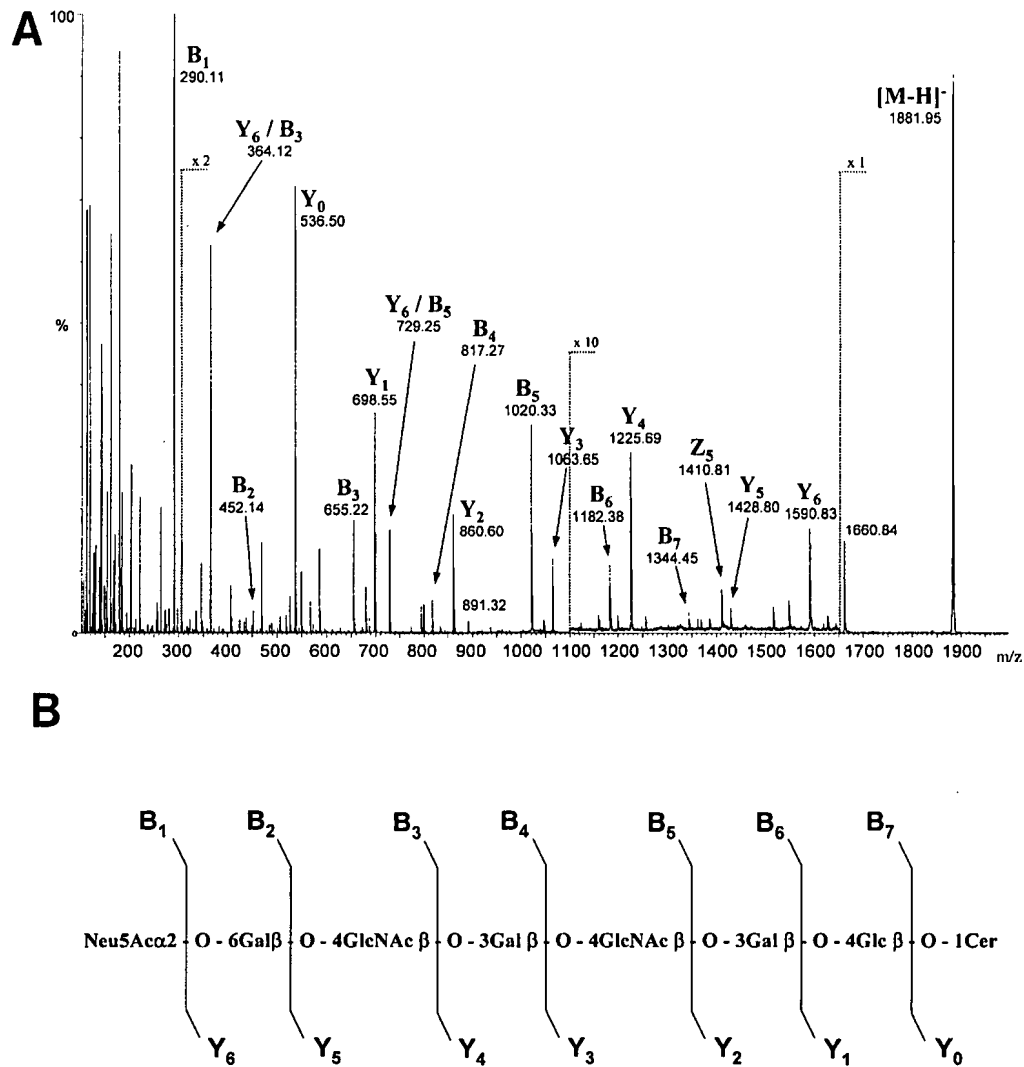 A
100
%
0
B1
290.11
x 2
Y6 / B3
364.12
Y0
536.50
Y6 / B5
729.25
B4
817.27
[M-H]-
1881.95
x 1
x 10
Y1
698.55
B5
1020.33
Y3
1063.65
Y4
1225.69
Z5
1410.81
B2
452.14
B3
655.22
Y2
860.60
B6
1182.38
Y5
1428.80
Y6
1590.83
B7
1344.45
1660.84
891.32
200 300 400 500 600 700 800 900 1000 1100 1200 1300 1400 1500 1600 1700 1800 1900 m/z
B
B1 B2 B3 B4 B5 B6 B7
Neu5Acα2 O - 6Galβ O - 4GlcNAc β O - 3Gal β O - 4GlcNAc β O - 3Gal β O - 4Glc β O - 1Cer
Y6 Y5 Y4 Y3 Y2 Y1 Y0